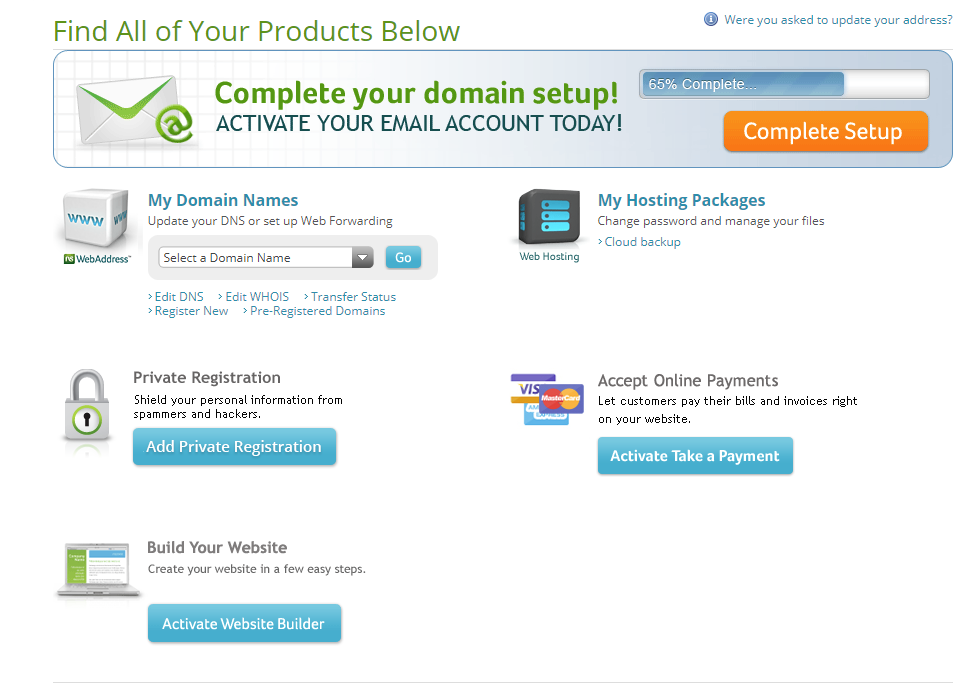 Find All of Your Products Below
Were you asked to update your address?
Complete your domain setup!
ACTIVATE YOUR EMAIL ACCOUNT TODAY!
65% Complete...
Complete Setup
www
WebAddress™
My Domain Names
Update your DNS or set up Web Forwarding
Select a Domain Name
Go
Edit DNS
Edit WHOIS
Transfer Status
Register New
Pre-Registered Domains
Web Hosting
My Hosting Packages
Change password and manage your files
Cloud backup
Private Registration
Shield your personal information from
spammers and hackers.
Add Private Registration
VISA
MasterCard
Accept Online Payments
Let customers pay their bills and invoices right
on your website.
Activate Take a Payment
Build Your Website
Create your website in a few easy steps.
Activate Website Builder